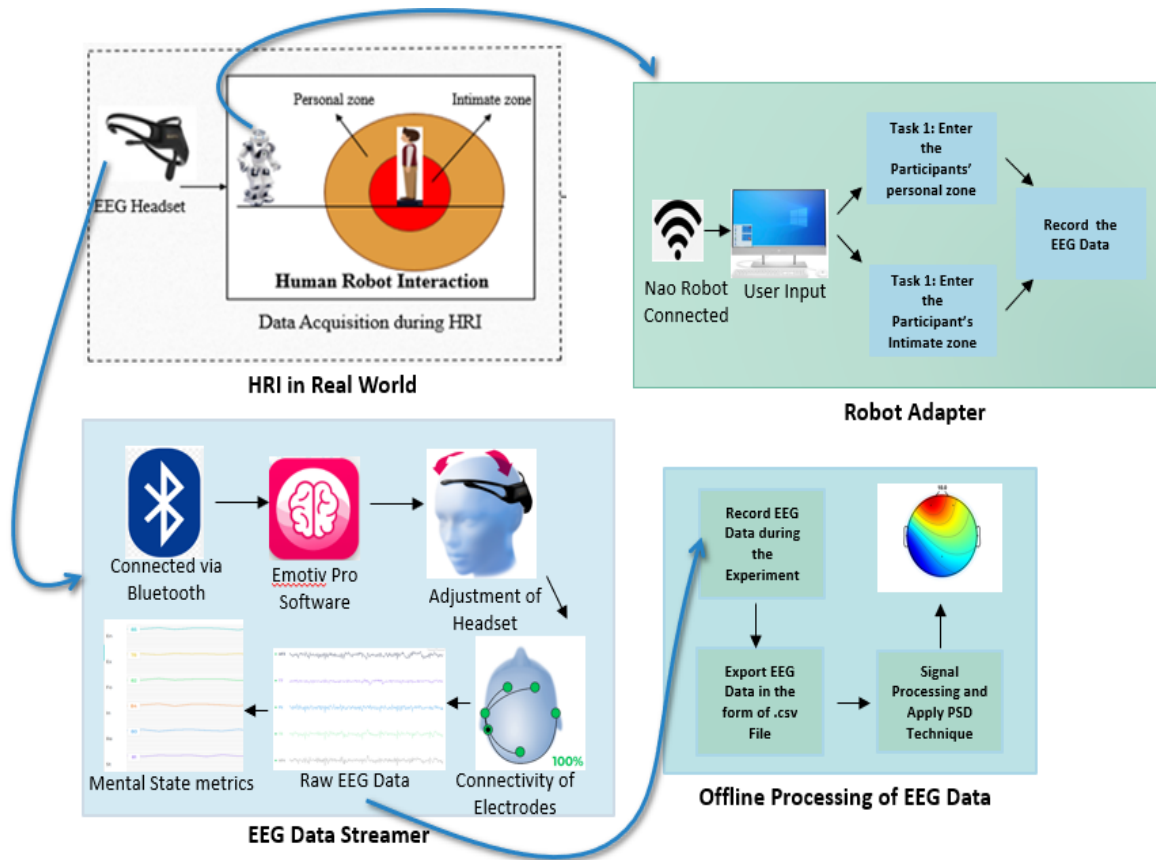 Personal zone
Intimate zone
EEG Headset
Human Robot Interaction
Data Acquisition during HRI
HRI in Real World
Task 1: Enter
the
Participants’
personal zone
Record the
EEG Data
Nao Robot
Connected
User Input
Task 1: Enter
the
Participant’s
Intimate zone
Robot Adapter
Connected via
Bluetooth
Emotiv Pro
Software
Adjustment of
Headset
100%
Mental State metrics
Raw EEG Data
Connectivity of
Electrodes
EEG Data Streamer
Record EEG
Data during
the
Experiment
Export EEG
Data in the
form of .csv
File
Signal
Processing and
Apply PSD
Technique
Offline Processing of EEG Data